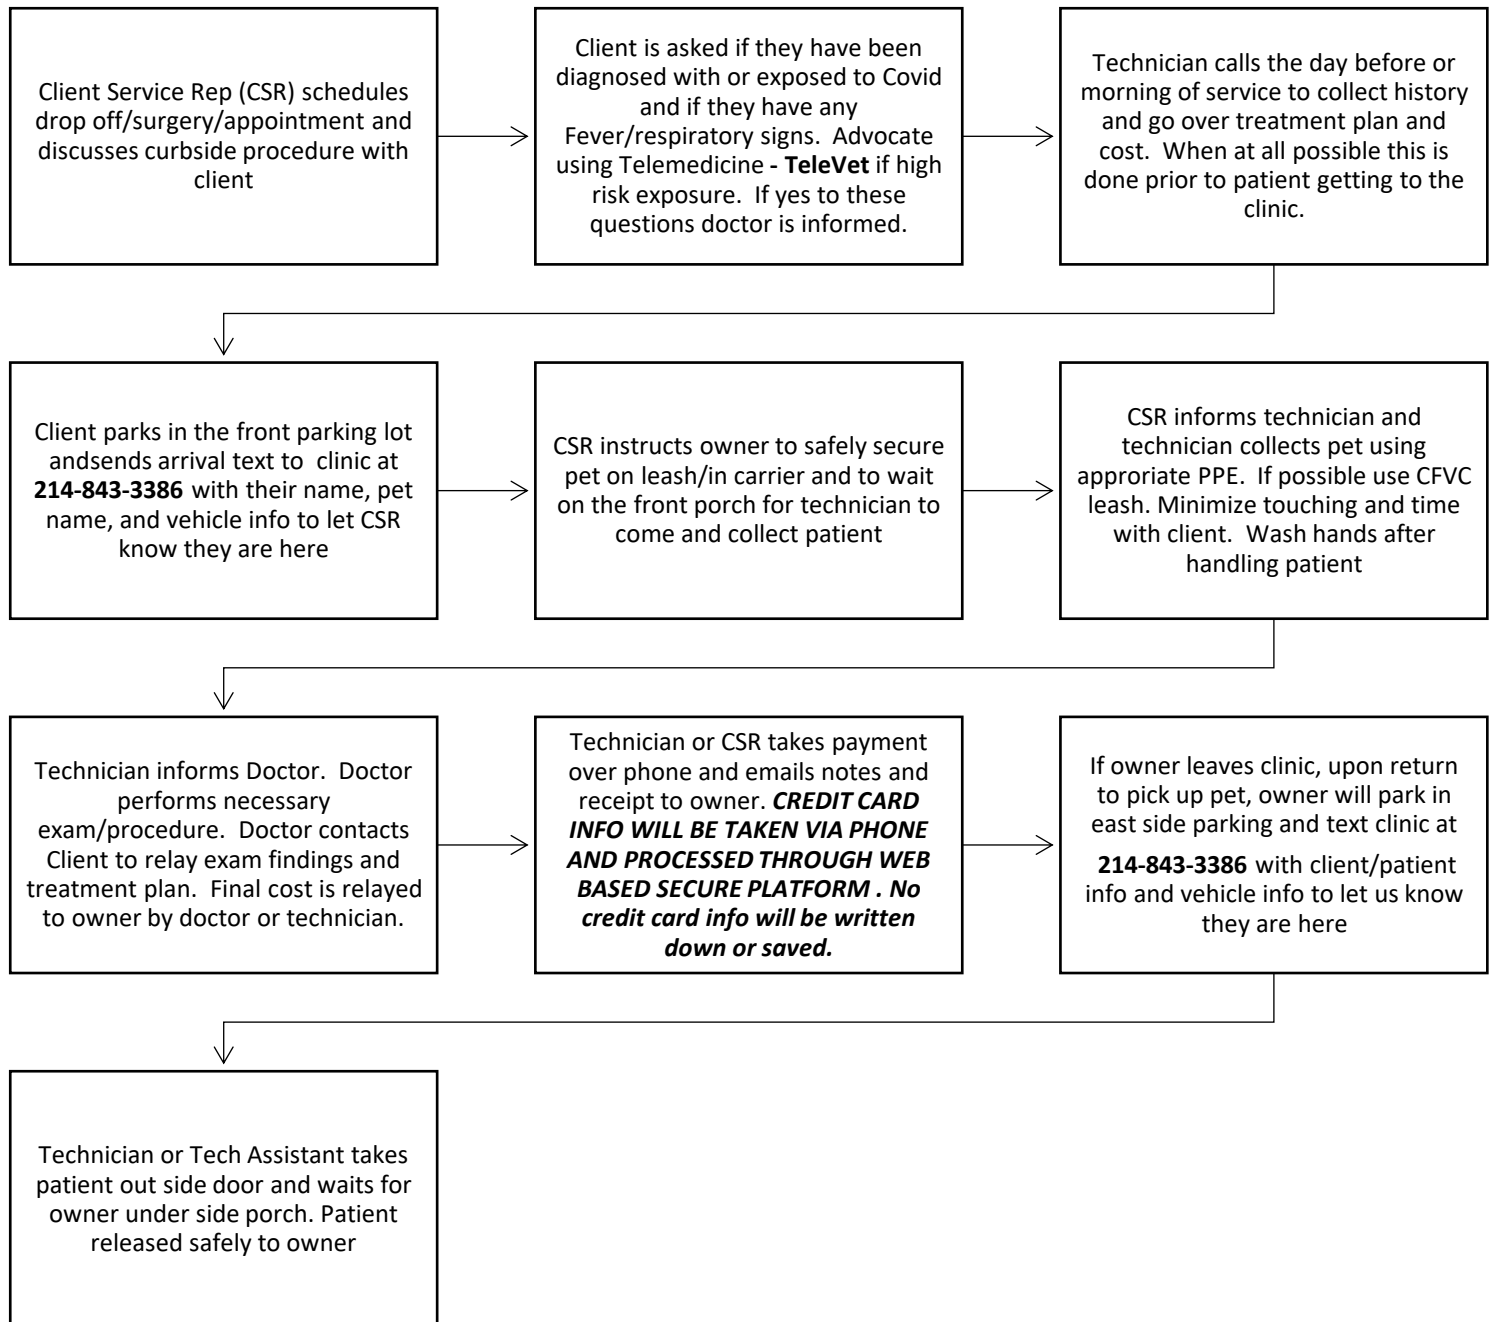 Client Service Rep (CSR) schedules
drop off/surgery/appointment and
discusses curbside procedure with
client
Client is asked if they have been
diagnosed with or exposed to Covid
and if they have any
Fever/respiratory signs. Advocate
using Telemedicine - TeleVet if high
risk exposure. If yes to these
questions doctor is informed.
Technician calls the day before or
morning of service to collect history
and go over treatment plan and
cost. When at all possible this is
done prior to patient getting to the
clinic.
Client parks in the front parking lot
andsends arrival text to clinic at
214-843-3386 with their name, pet
name, and vehicle info to let CSR
know they are here
CSR instructs owner to safely secure
pet on leash/in carrier and to wait
on the front porch for technician to
come and collect patient
CSR informs technician and
technician collects pet using
approriate PPE. If possible use CFVC
leash. Minimize touching and time
with client. Wash hands after
handling patient
Technician informs Doctor. Doctor
performs necessary
exam/procedure. Doctor contacts
Client to relay exam findings and
treatment plan. Final cost is relayed
to owner by doctor or technician.
Technician or CSR takes payment
over phone and emails notes and
receipt to owner. CREDIT CARD
INFO WILL BE TAKEN VIA PHONE
AND PROCESSED THROUGH WEB
BASED SECURE PLATFORM . No
credit card info will be written
down or saved.
If owner leaves clinic, upon return
to pick up pet, owner will park in
east side parking and text clinic at
214-843-3386 with client/patient
info and vehicle info to let us know
they are here
Technician or Tech Assistant takes
patient out side door and waits for
owner under side porch. Patient
released safely to owner